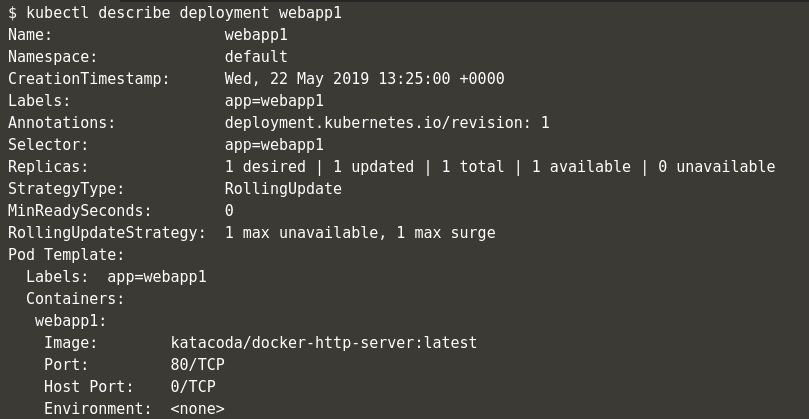 $ kubectl describe deployment webapp1
Name:                   webapp1
Namespace:              default
CreationTimestamp:      Wed, 22 May 2019 13:25:00 +0000
Labels:                 app=webapp1
Annotations:            deployment.kubernetes.io/revision: 1
Selector:               app=webapp1
Replicas:               1 desired | 1 updated | 1 total | 1 available | 0 unavailable
StrategyType:           RollingUpdate
MinReadySeconds:        0
RollingUpdateStrategy:  1 max unavailable, 1 max surge
Pod Template:
  Labels:  app=webapp1
  Containers:
   webapp1:
    Image:        katacoda/docker-http-server:latest
    Port:         80/TCP
    Host Port:    0/TCP
    Environment:  <none>